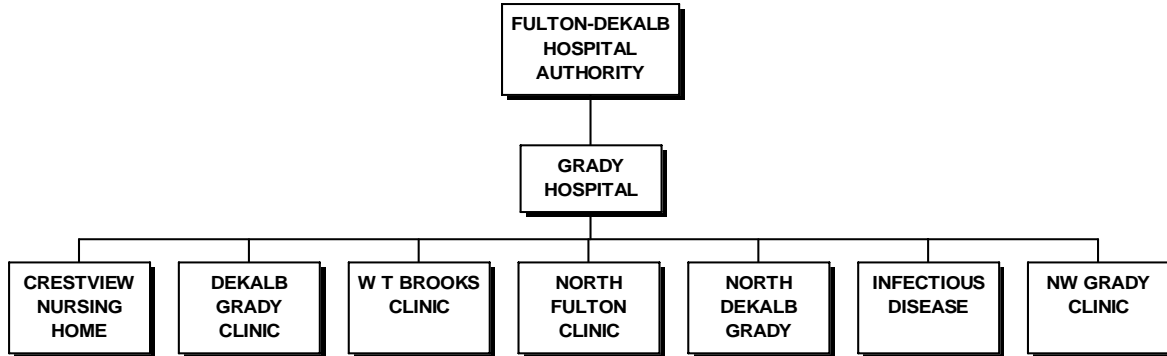 FULTON-DEKALB
HOSPITAL
AUTHORITY
GRADY
HOSPITAL
CRESTVIEW
NURSING
HOME
DEKALB
GRADY
CLINIC
W T BROOKS
CLINIC
NORTH
FULTON
CLINIC
NORTH
DEKALB
GRADY
INFECTIOUS
DISEASE
NW GRADY
CLINIC